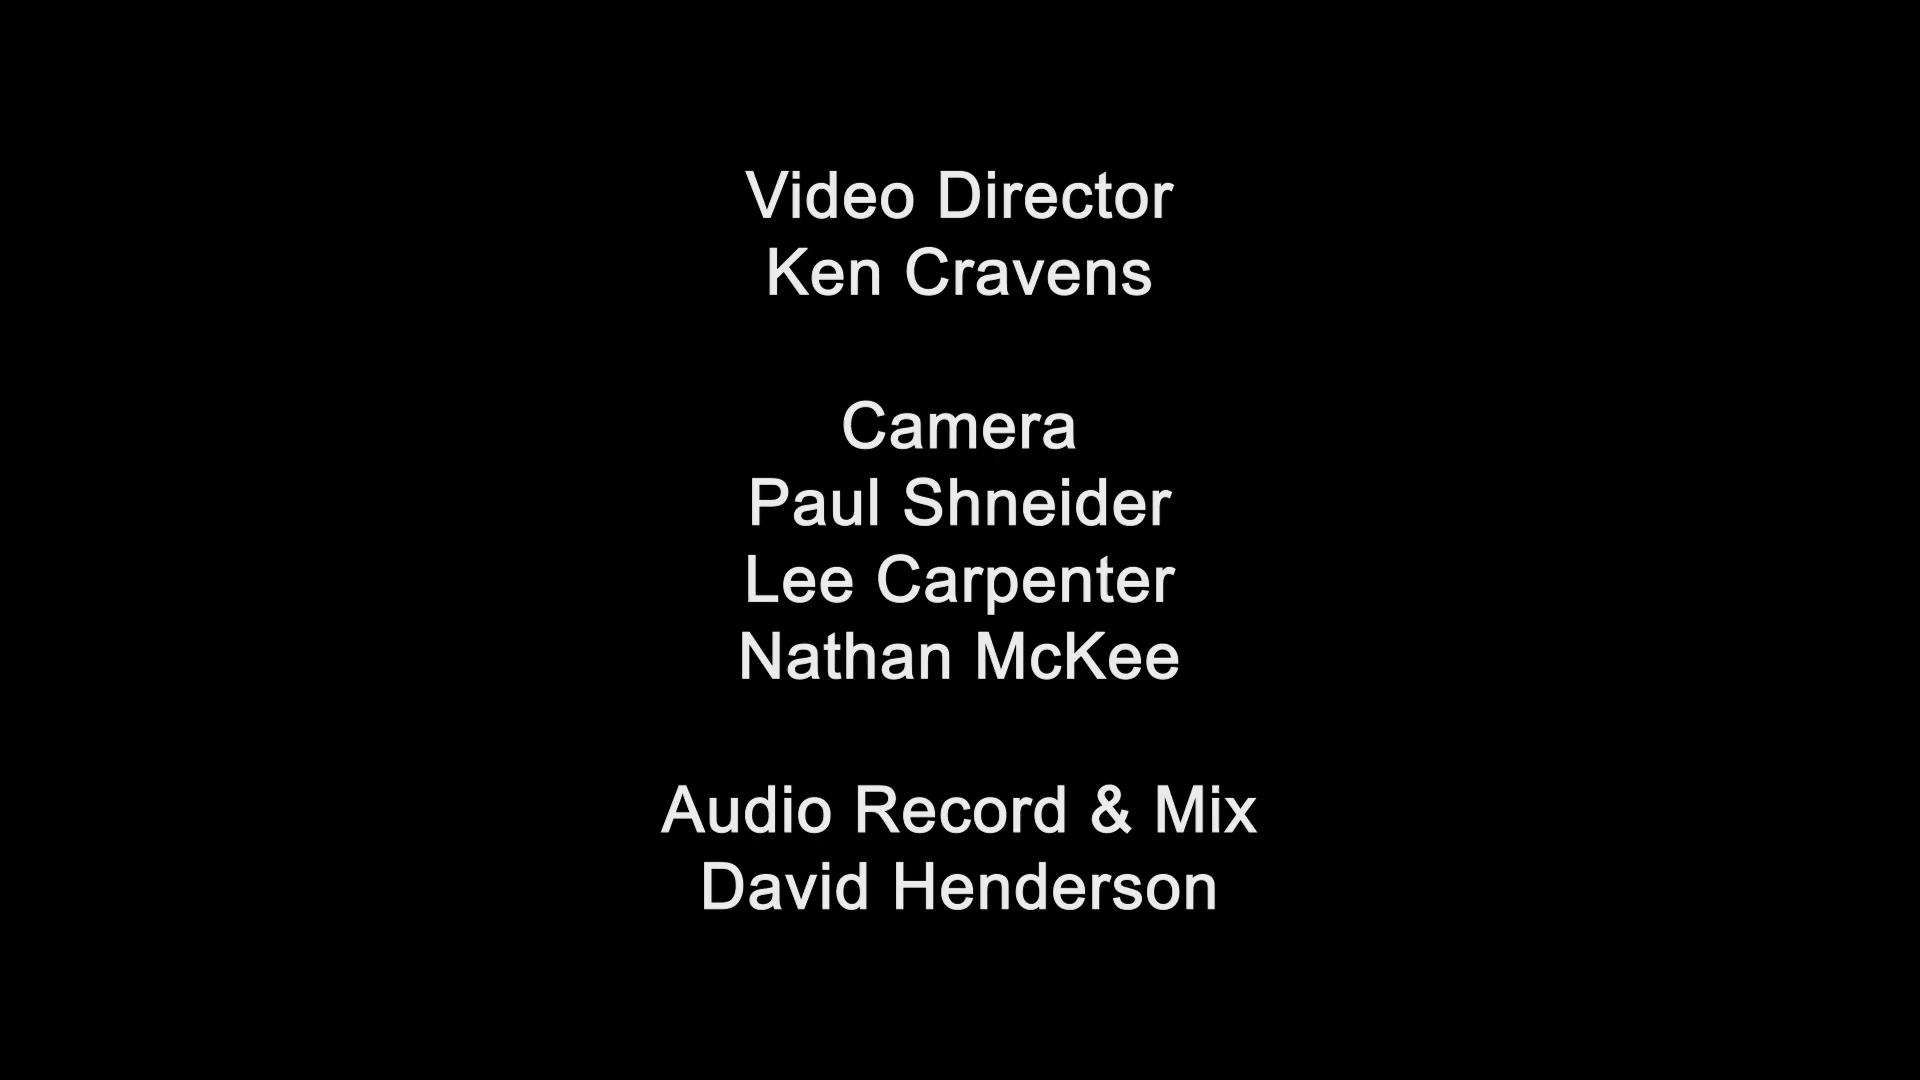 Video Director
Ken Cravens
Camera
Paul Shneider
Lee Carpenter
Nathan McKee
Audio Record & Mix
David Henderson